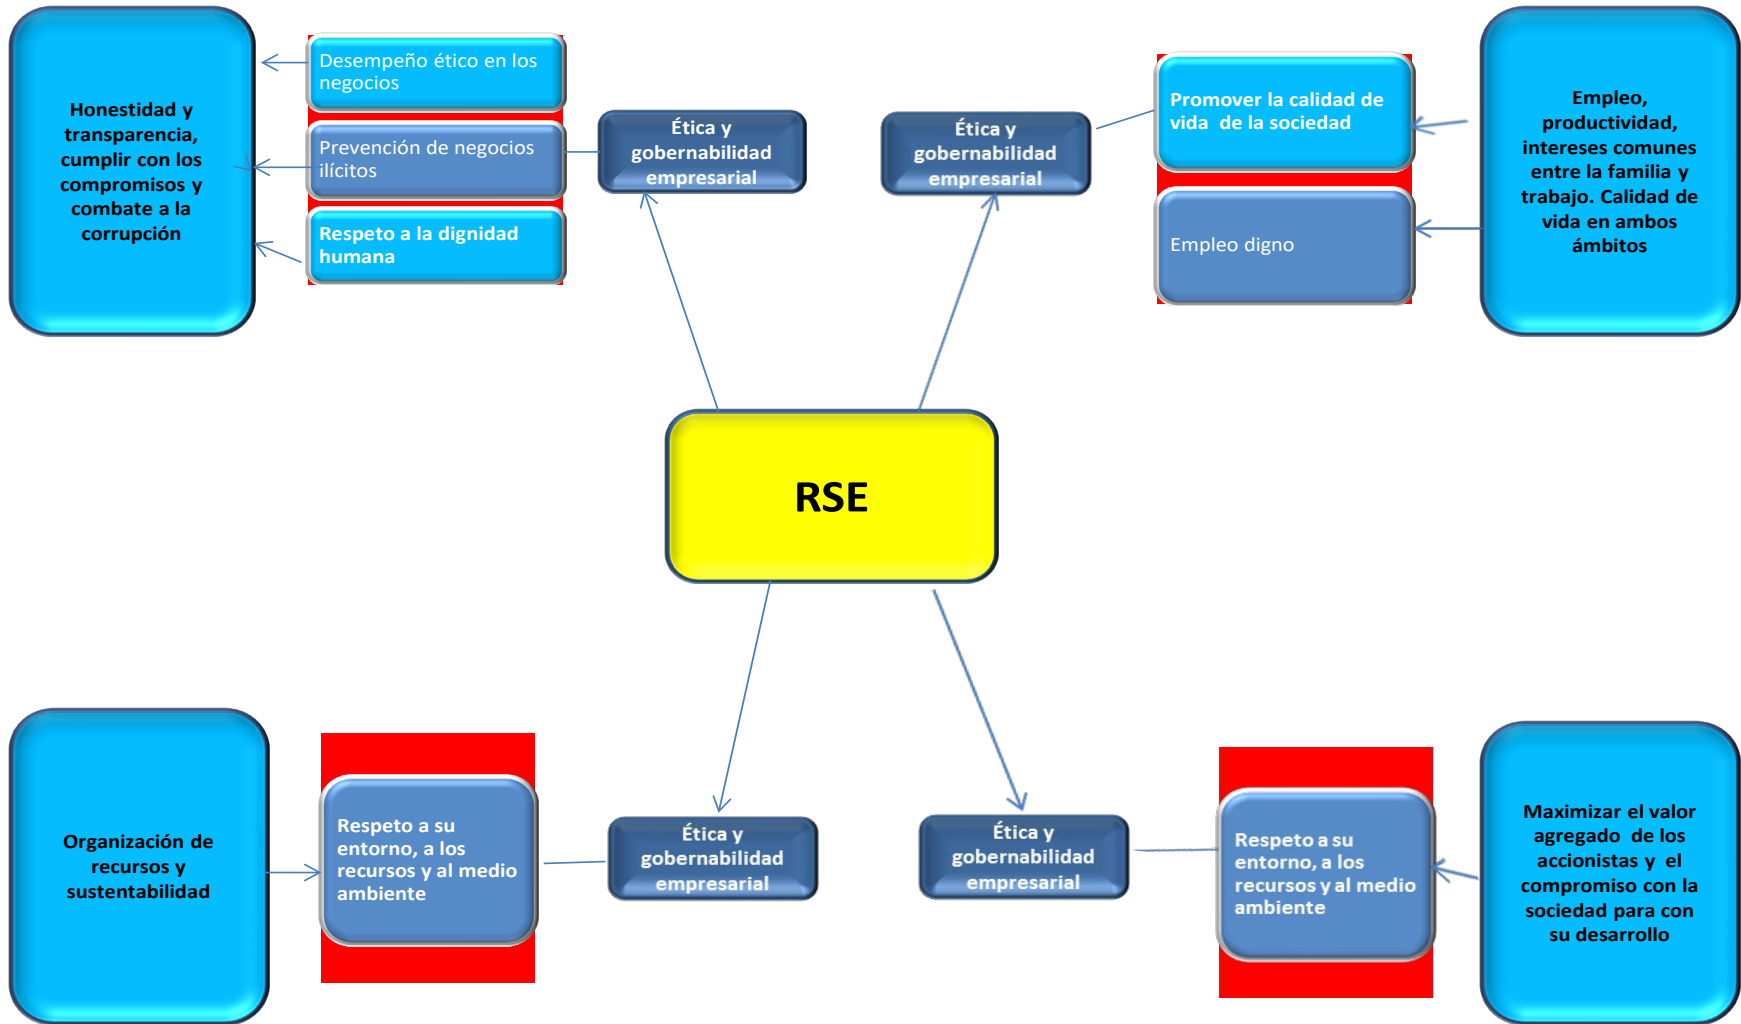 Honestidad y
transparencia,
cumplir con los
compromisos y
combate a la
corrupción
Desempeño ético en los
negocios
Prevención de negocios
ilícitos
Respeto a la dignidad
humana
Ética y
gobernabilidad
empresarial
Ética y
gobernabilidad
empresarial
Promover la calidad de
vida de la sociedad
Empleo digno
Empleo,
productividad,
intereses comunes
entre la familia y
trabajo. Calidad de
vida en ambos
ámbitos
RSE
Organización de
recursos y
sustentabilidad
Respeto a su
entorno, a los
recursos y al medio
ambiente
Ética y
gobernabilidad
empresarial
Ética y
gobernabilidad
empresarial
Respeto a su
entorno, a los
recursos y al medio
ambiente
Maximizar el valor
agregado de los
accionistas y el
compromiso con la
sociedad para con
su desarrollo